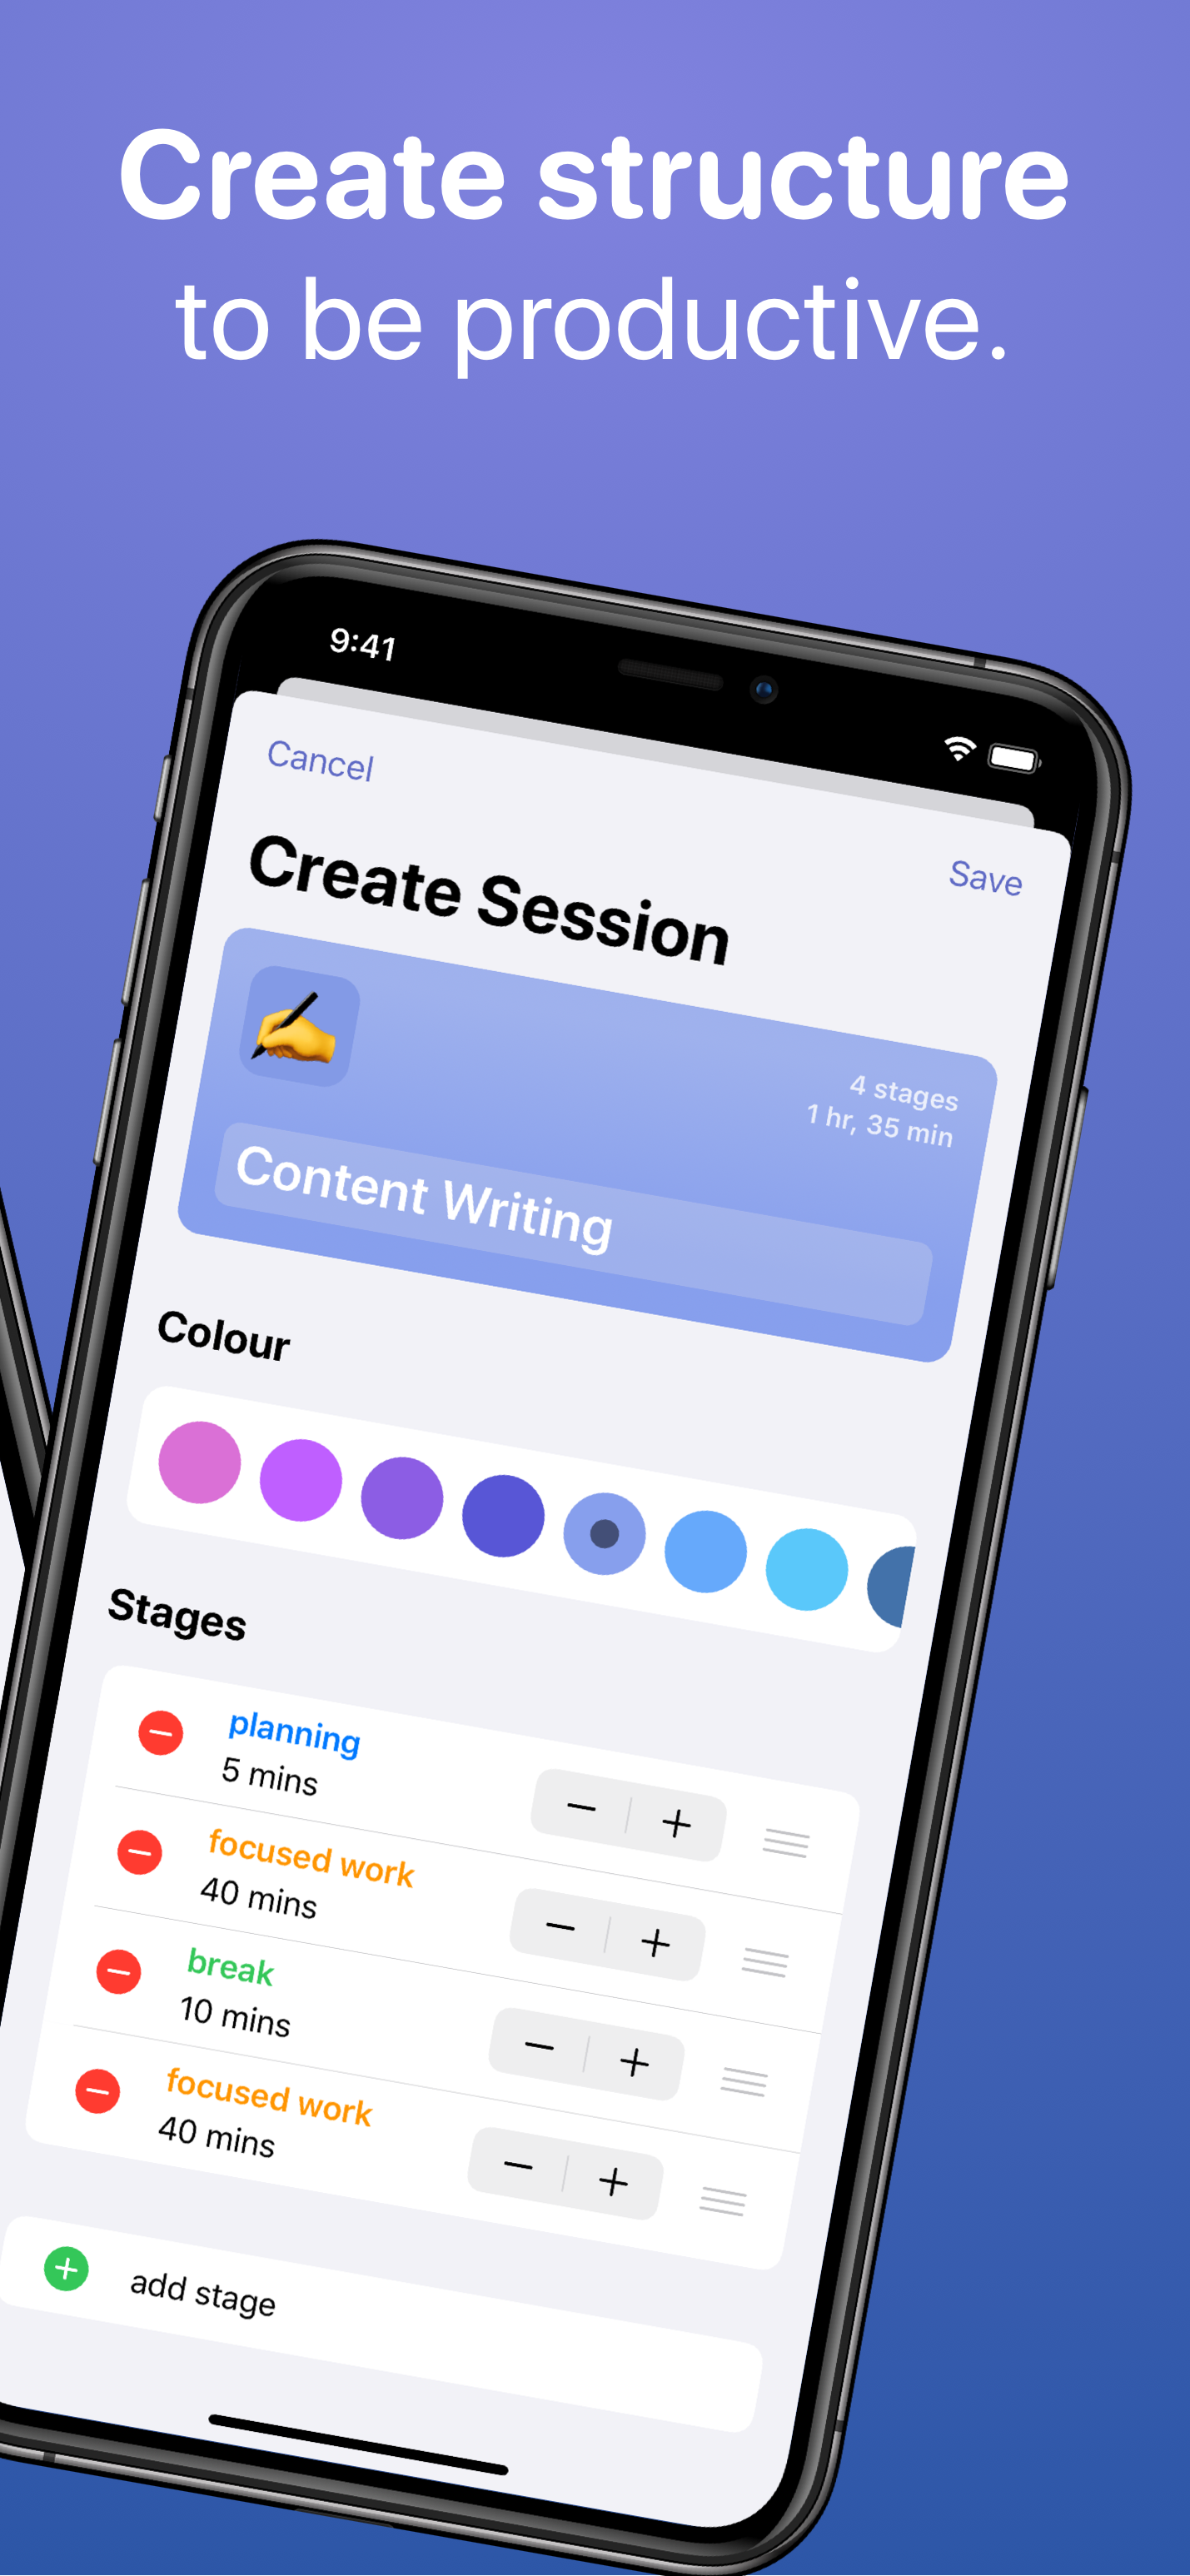 Create structure
to be productive.
9:41
Cancel
Save
Create Session
4 stages
1 hr, 35 min
Content Writing
Colour
Stages
planning
5 mins
focused work
40 mins
break
10 mins
focused work
40 mins
add stage